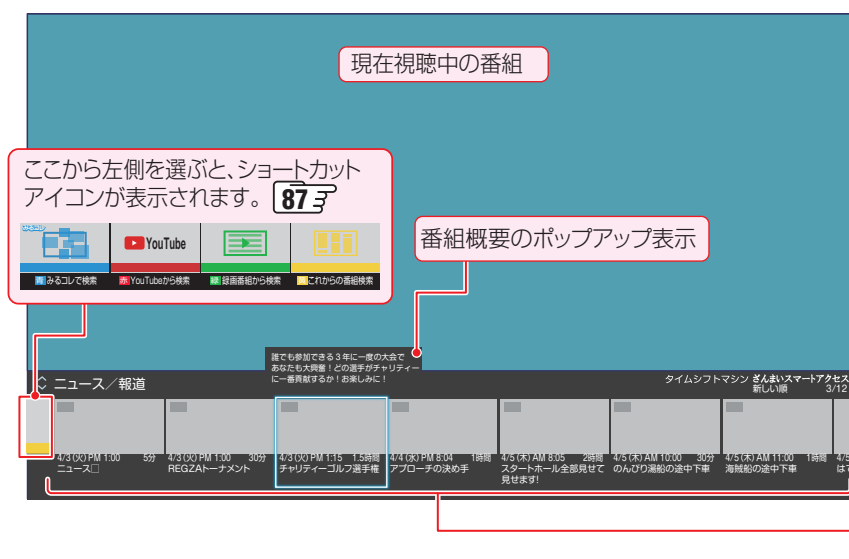 現在視聴中の番組
ここから左側を選ぶと、ショートカット
アイコンが表示されます。 87
みるコレ
YouTube
青 みるコレで検索
赤 YouTubeから検索
緑 録画番組から検索
黄 これからの番組検索
番組概要のポップアップ表示
誰でも参加できる 3 年に一度の大会で
あなたも大興奮！どの選手がチャリティー
に一番貢献するか！お楽しみに！
ニュース／報道
タイムシフトマシン ざんまいスマートアクセス
新しい順 3/12
4/3 (火) PM 1:00 5分
ニュース□
4/3 (火) PM 1:00 30分
REGZAトーナメント
4/3 (火) PM 1:15 1.5時間
チャリティーゴルフ選手権
4/4 (水) PM 8:04 1時間
アプローチの決め手
4/5 (木) AM 8:05 2時間
スタートホール全部見せて
見せます!
4/5 (木) AM 10:00 30分
のんびり湯船の途中下車
4/5 (木) AM 11:00 1時間
海賊船の途中下車
4/5
は